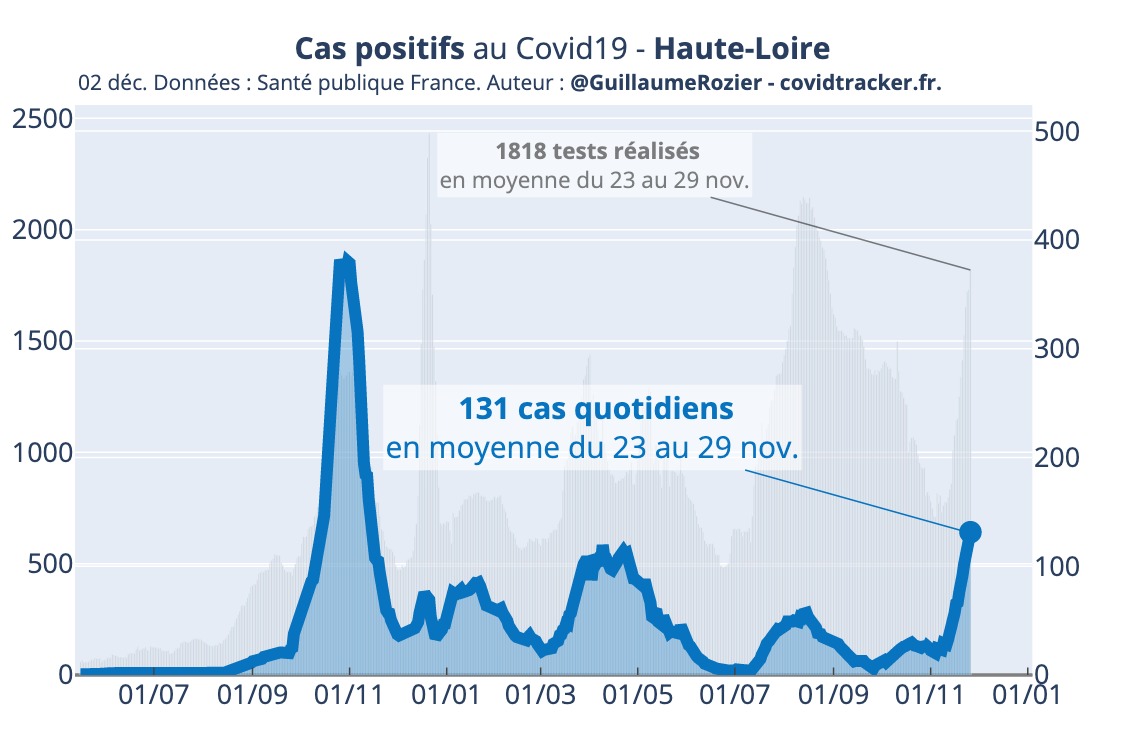 Cas positifs au Covid19 - Haute-Loire
02 déc. Données : Santé publique France. Auteur : @GuillaumeRozier - covidtracker.fr.
2500
500
1818 tests réalisés
en moyenne du 23 au 29 nov.
2000
400
1500
300
131 cas quotidiens
en moyenne du 23 au 29 nov.
1000
200
500
100
0
0
01/07 01/09 01/11 01/01 01/03 01/05 01/07 01/09 01/11 01/01